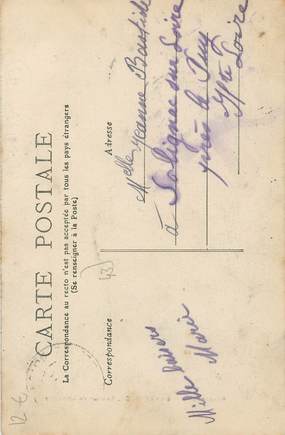 CARTE POSTALE
La Correspondance au recto n'est pas acceptée par tous les pays étrangers
(Se renseigner à la Poste)
Correspondance
Adresse
Mille baisers
Marie
Melle Jeanne
à Solignac sur Loire
près le Puy
Hte Loire